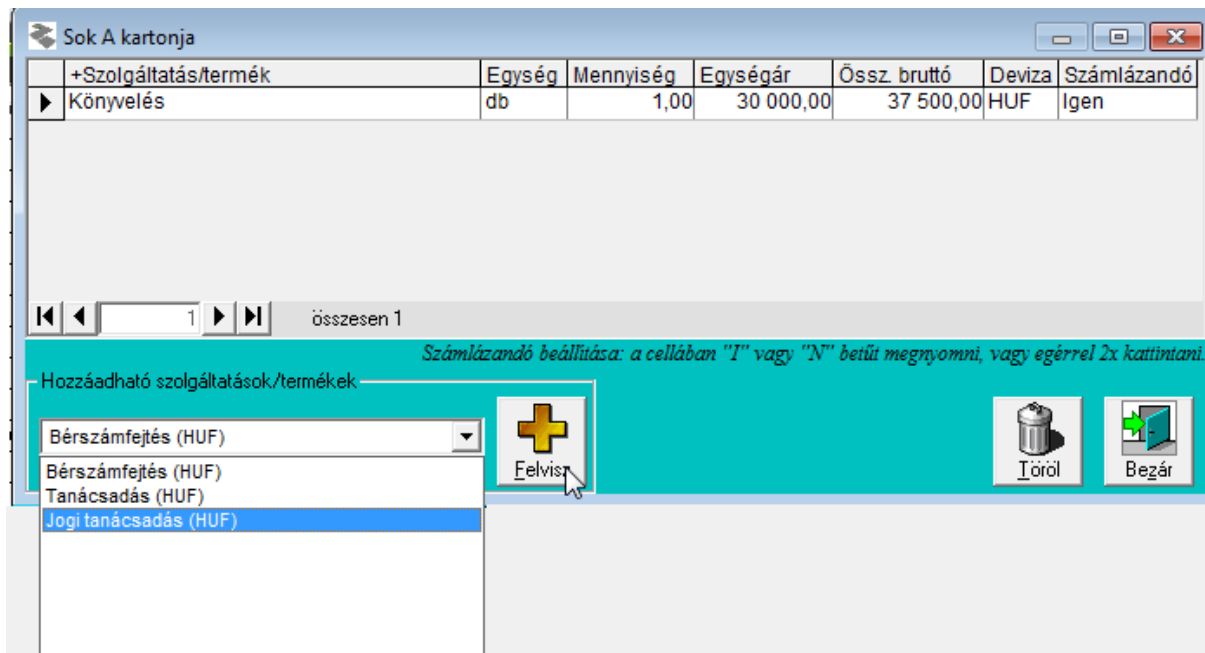 Sok A kartonja
+Szolgáltatás/termék Egység Mennyiség Egységár Össz. bruttó Deviza Számlázandó
Könyvelés db 1,00 30 000,00 37 500,00 HUF Igen
1 összesen 1
Számlázandó beállítása: a cellában "I" vagy "N" betűt megnyomni, vagy egérrel 2x kattintani.
Hozzáadható szolgáltatások/termékek
Bérszámfejtés (HUF)
Felvisz Töröl Bezár
Bérszámfejtés (HUF)
Tanácsadás (HUF)
Jogi tanácsadás (HUF)